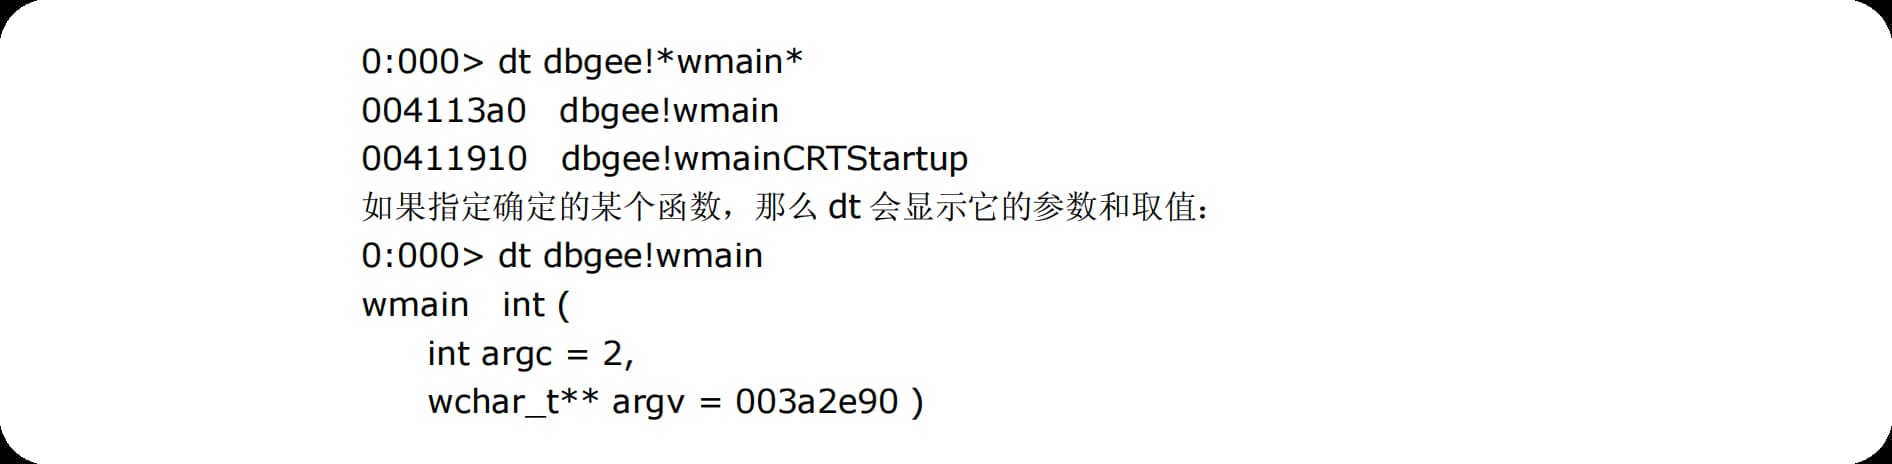 0:000> dt dbgee!*wmain*
004113a0   dbgee!wmain
00411910   dbgee!wmainCRTStartup
如果指定确定的某个函数，那么 dt 会显示它的参数和取值：
0:000> dt dbgee!wmain
wmain   int (
      int argc = 2,
      wchar_t** argv = 003a2e90 )